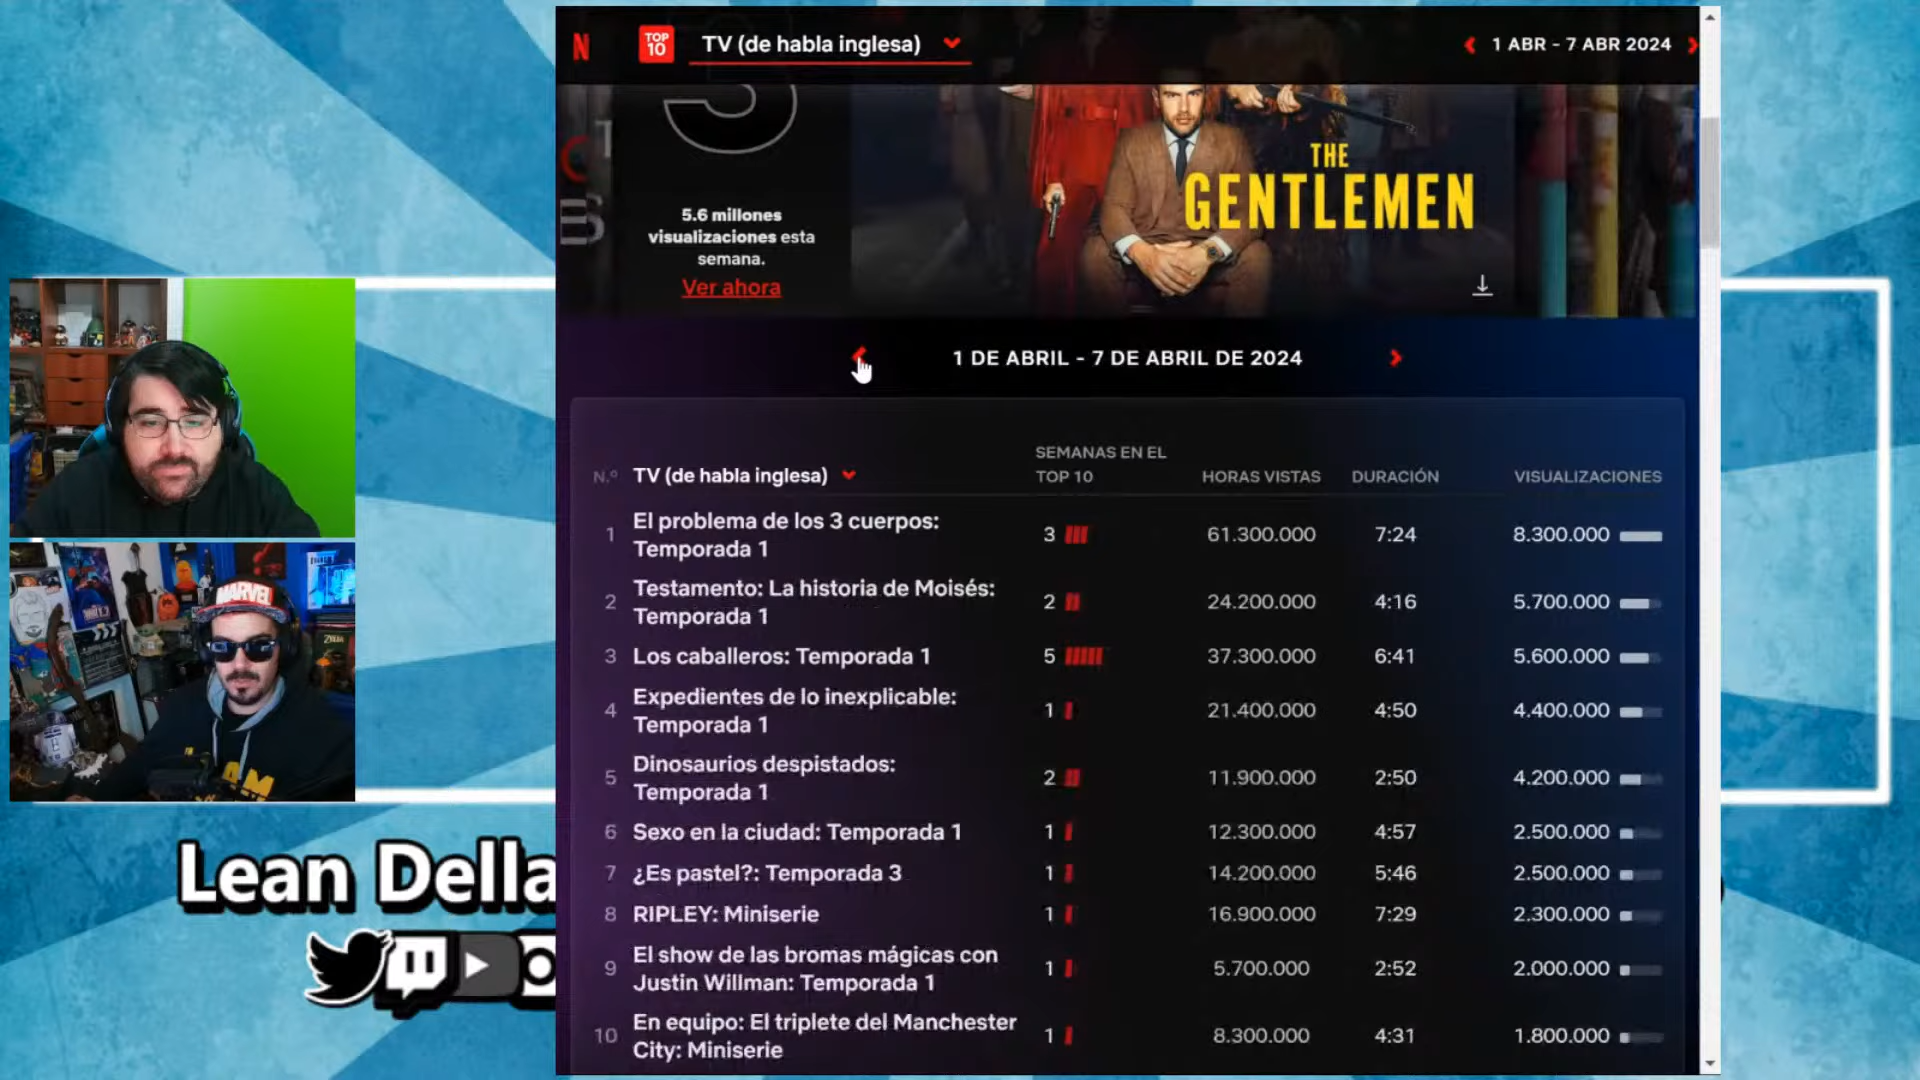 N
TOP
10
TV (de habla inglesa)
1 ABR - 7 ABR 2024
3
5.6 millones
visualizaciones esta
semana.
Ver ahora
THE
GENTLEMEN
1 DE ABRIL - 7 DE ABRIL DE 2024
N.º TV (de habla inglesa) SEMANAS EN EL TOP 10 HORAS VISTAS DURACIÓN VISUALIZACIONES
1 El problema de los 3 cuerpos: Temporada 1 3 61.300.000 7:24 8.300.000
2 Testamento: La historia de Moisés: Temporada 1 2 24.200.000 4:16 5.700.000
3 Los caballeros: Temporada 1 5 37.300.000 6:41 5.600.000
4 Expedientes de lo inexplicable: Temporada 1 1 21.400.000 4:50 4.400.000
5 Dinosaurios despistados: Temporada 1 2 11.900.000 2:50 4.200.000
6 Sexo en la ciudad: Temporada 1 1 12.300.000 4:57 2.500.000
7 ¿Es pastel?: Temporada 3 1 14.200.000 5:46 2.500.000
8 RIPLEY: Miniserie 1 16.900.000 7:29 2.300.000
9 El show de las bromas mágicas con Justin Willman: Temporada 1 1 5.700.000 2:52 2.000.000
10 En equipo: El triplete del Manchester City: Miniserie 1 8.300.000 4:31 1.800.000
MARVEL
Lean Della